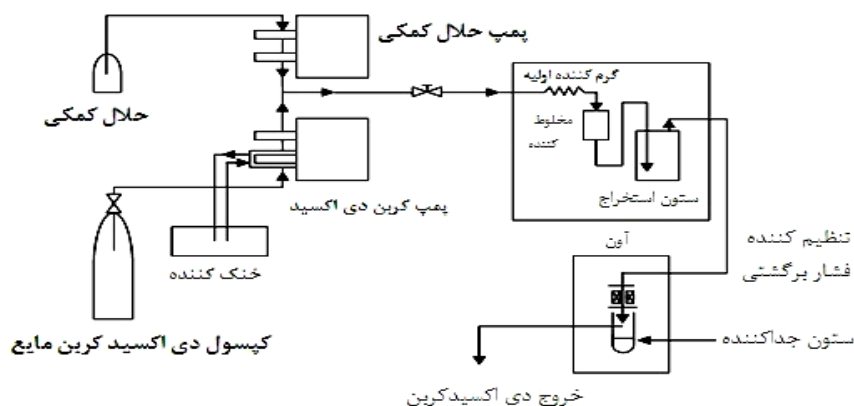 پمپ حلال کمکی
حلال کمکی
گرم کننده اولیه
مخلوط
کننده
ستون استخراج
پمپ کربن دی اکسید
خنک کننده
کپسول دی اکسید کربن مایع
آون
تنظیم کننده
فشار برگشتی
ستون جداکننده
خروج دی اکسیدکربن